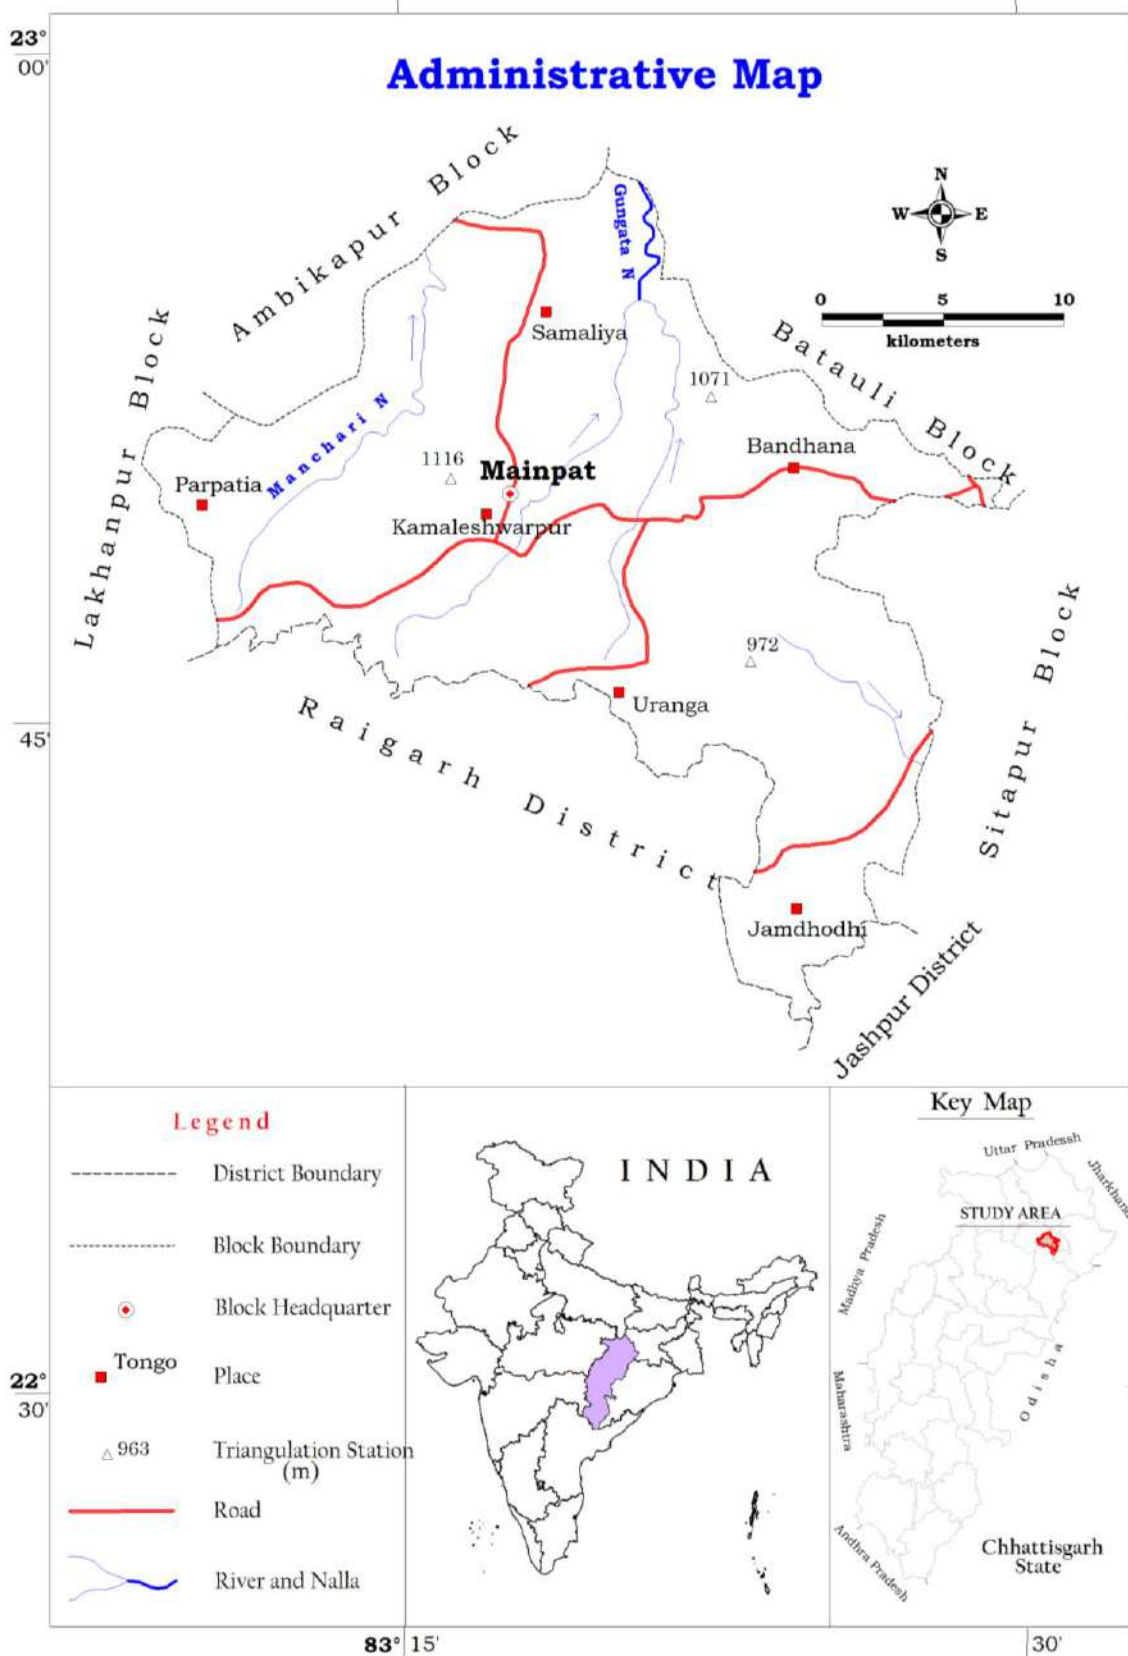 23°
00'
Administrative Map
Ambikapur Block
Gungata N
N
W E
S
0 5 10
kilometers
Lakhanpur Block
Samaliya
Batauli Block
1071
Manchari N
Bandhana
1116
Mainpat
Parpatia
Kamaleshwarpur
Sitapur Block
972
Uranga
45'
Raigarh District
Jamdhodhi
Jashpur District
Legend
District Boundary
Block Boundary
Block Headquarter
Tongo
Place
963
Triangulation Station
(m)
Road
River and Nalla
22°
30'
INDIA
Key Map
Uttar Pradessh
Jharkhand
STUDY AREA
Madhya Pradesh
Odisha
Maharashtra
Andhra Pradesh
Chhattisgarh
State
83° 15'
30'